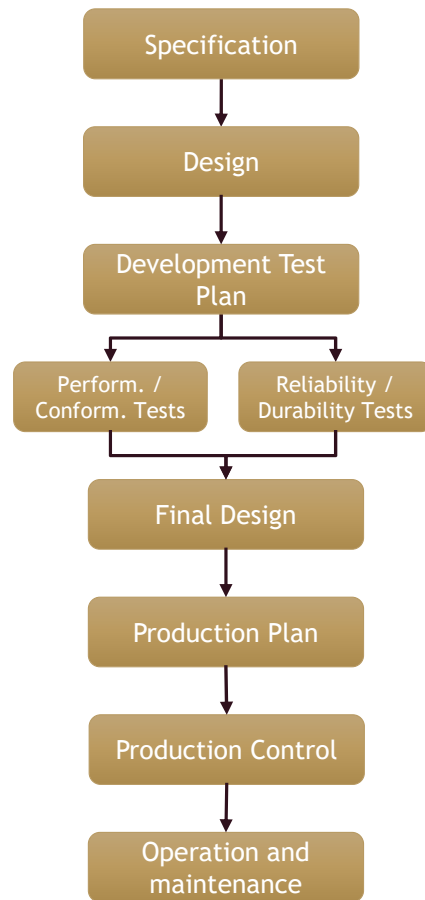 Specification
Design
Development Test
Plan
Perform. /
Conform. Tests
Reliability /
Durability Tests
Final Design
Production Plan
Production Control
Operation and
maintenance